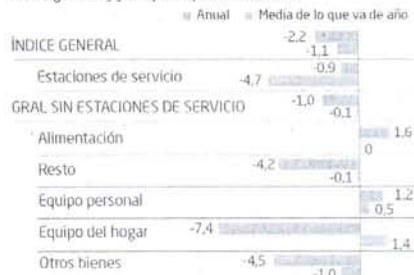 Anual Media de lo que va de año
ÍNDICE GENERAL -2,2
-1,1
Estaciones de servicio -0,9
-4,7
GRAL SIN ESTACIONES DE SERVICIO -1,0
-0,1
Alimentación 1,6
0
Resto -4,2
-0,1
Equipo personal 1,2
0,5
Equipo del hogar -7,4
1,4
Otros bienes -4,5
-1,0